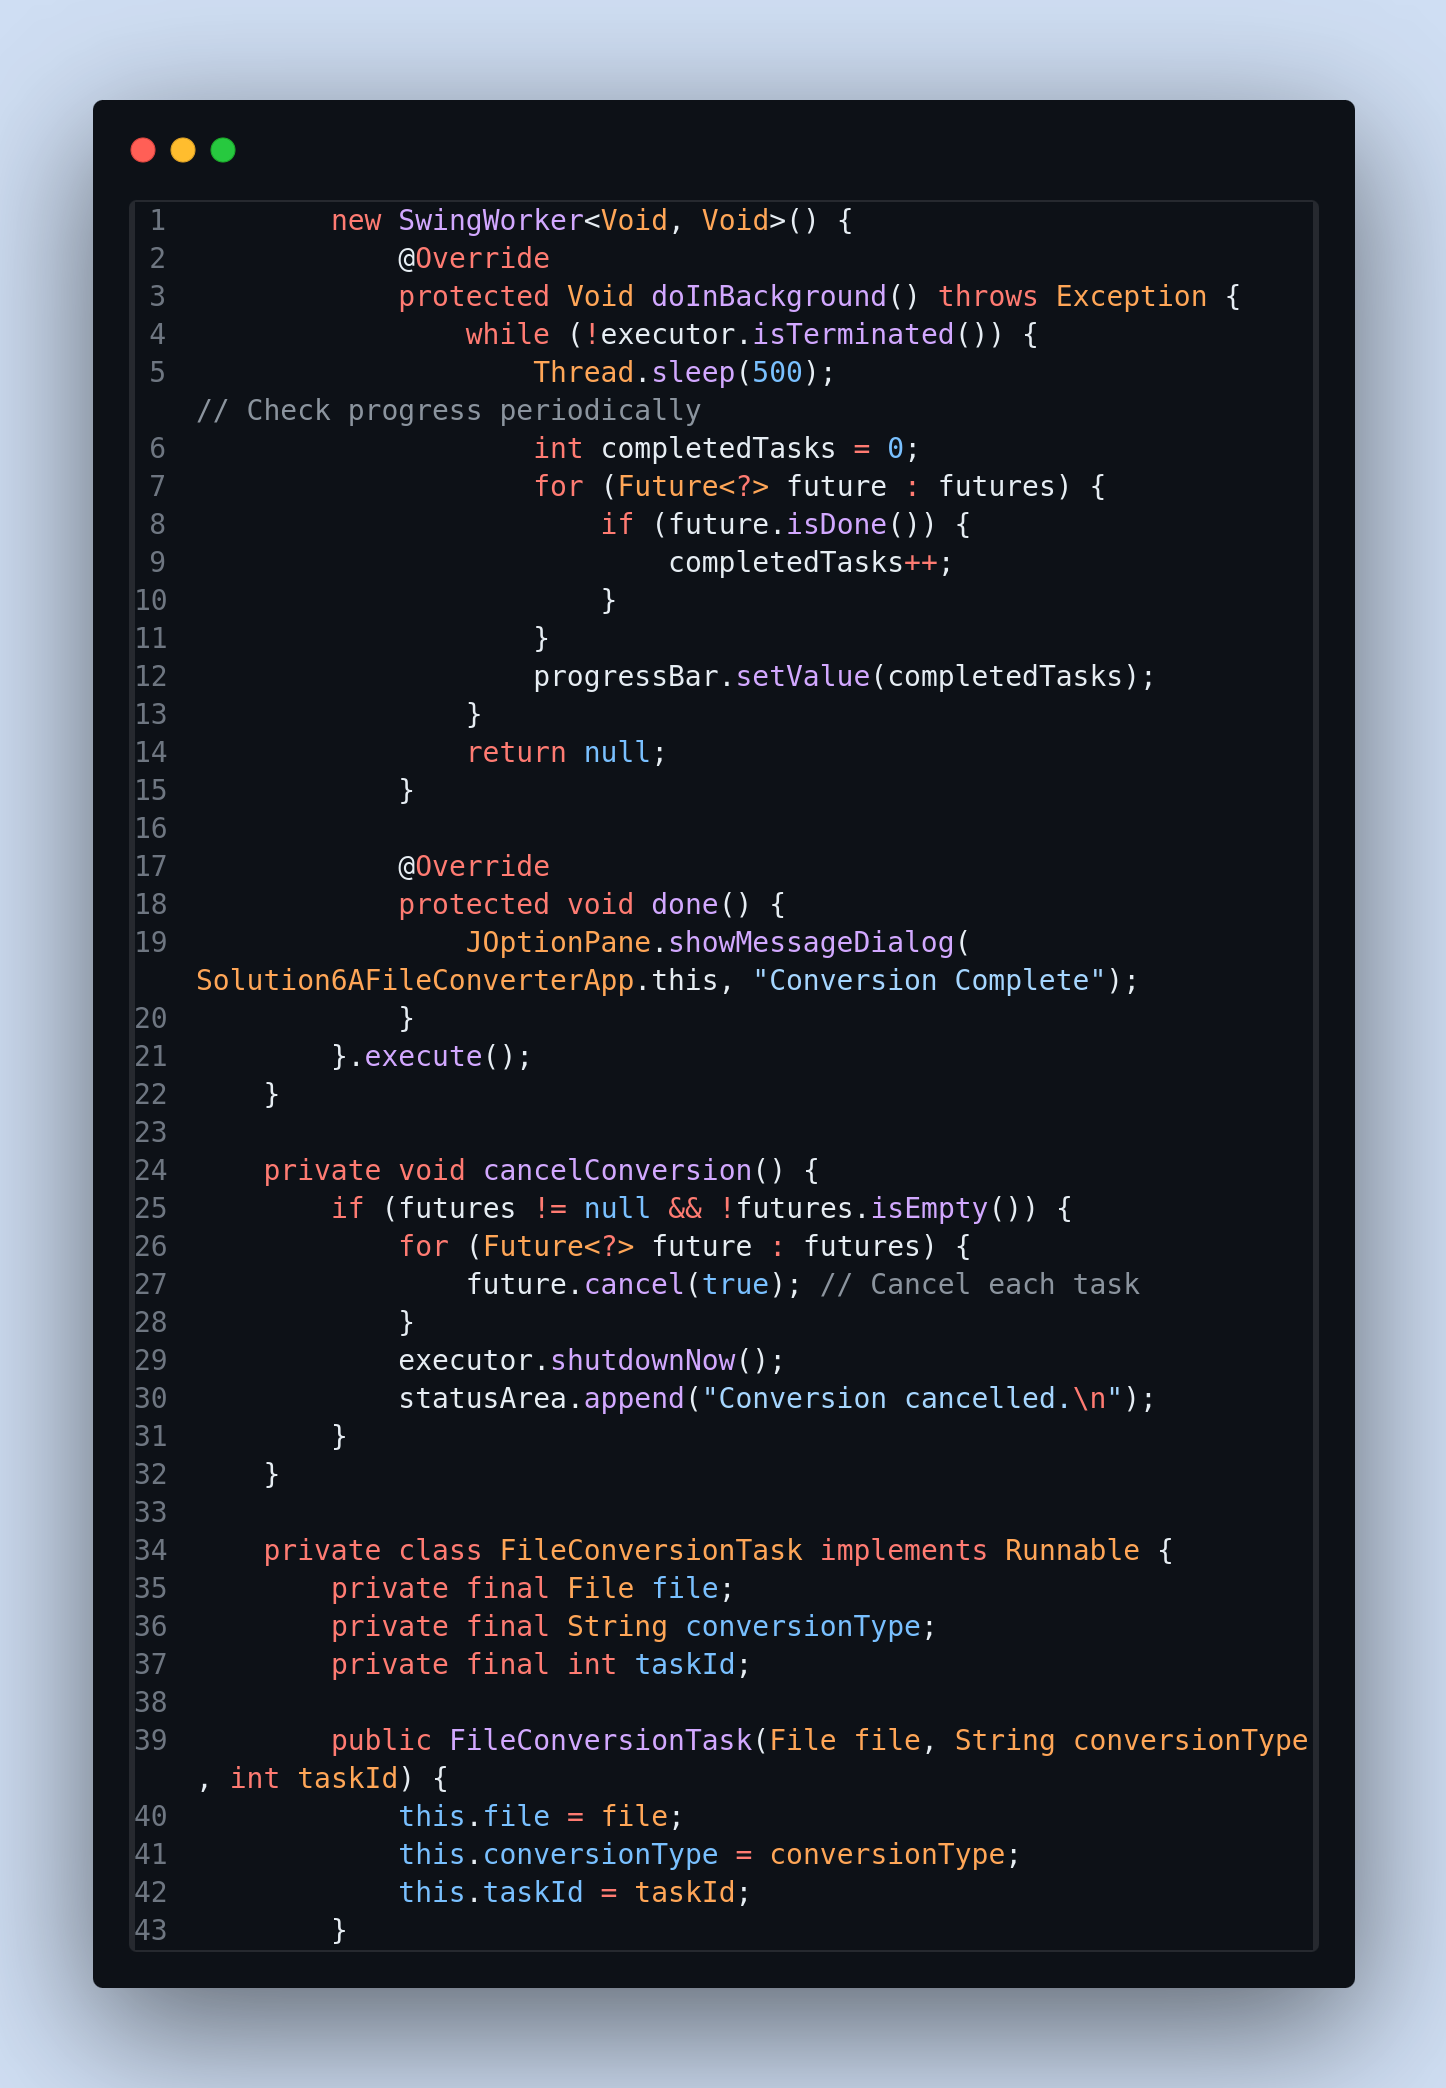 1        new SwingWorker<Void, Void>() {
2            @Override
3            protected Void doInBackground() throws Exception {
4                while (!executor.isTerminated()) {
5                    Thread.sleep(500);
// Check progress periodically
6                    int completedTasks = 0;
7                    for (Future<?> future : futures) {
8                        if (future.isDone()) {
9                            completedTasks++;
10                        }
11                    }
12                    progressBar.setValue(completedTasks);
13                }
14                return null;
15            }
16
17            @Override
18            protected void done() {
19                JOptionPane.showMessageDialog(
Solution6AFileConverterApp.this, "Conversion Complete");
20            }
21        }.execute();
22    }
23
24    private void cancelConversion() {
25        if (futures != null && !futures.isEmpty()) {
26            for (Future<?> future : futures) {
27                future.cancel(true); // Cancel each task
28            }
29            executor.shutdownNow();
30            statusArea.append("Conversion cancelled.\n");
31        }
32    }
33
34    private class FileConversionTask implements Runnable {
35        private final File file;
36        private final String conversionType;
37        private final int taskId;
38
39        public FileConversionTask(File file, String conversionType
, int taskId) {
40            this.file = file;
41            this.conversionType = conversionType;
42            this.taskId = taskId;
43        }